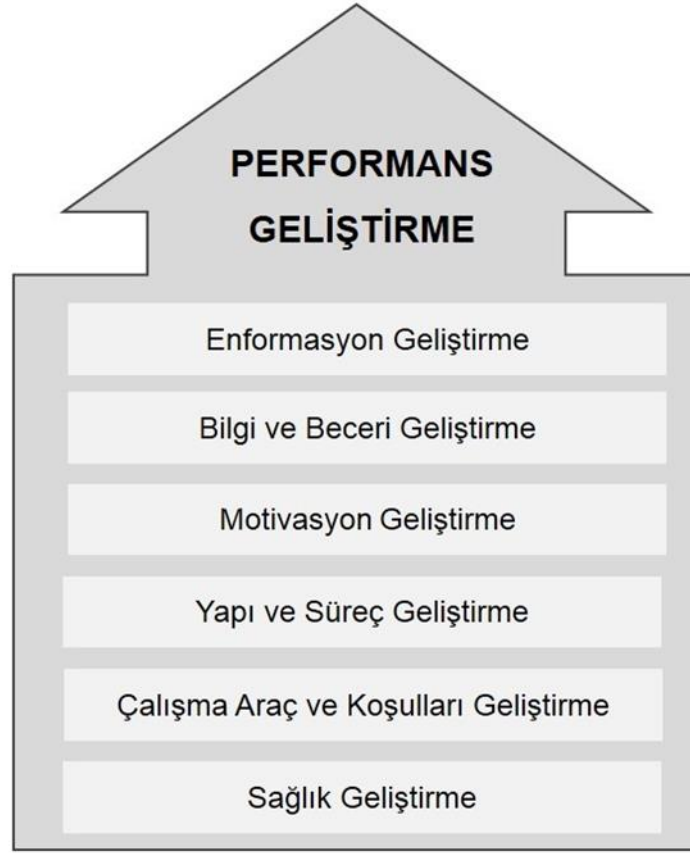 PERFORMANS
GELİŞTİRME
Enformasyon Geliştirme
Bilgi ve Beceri Geliştirme
Motivasyon Geliştirme
Yapı ve Süreç Geliştirme
Çalışma Araç ve Koşulları Geliştirme
Sağlık Geliştirme